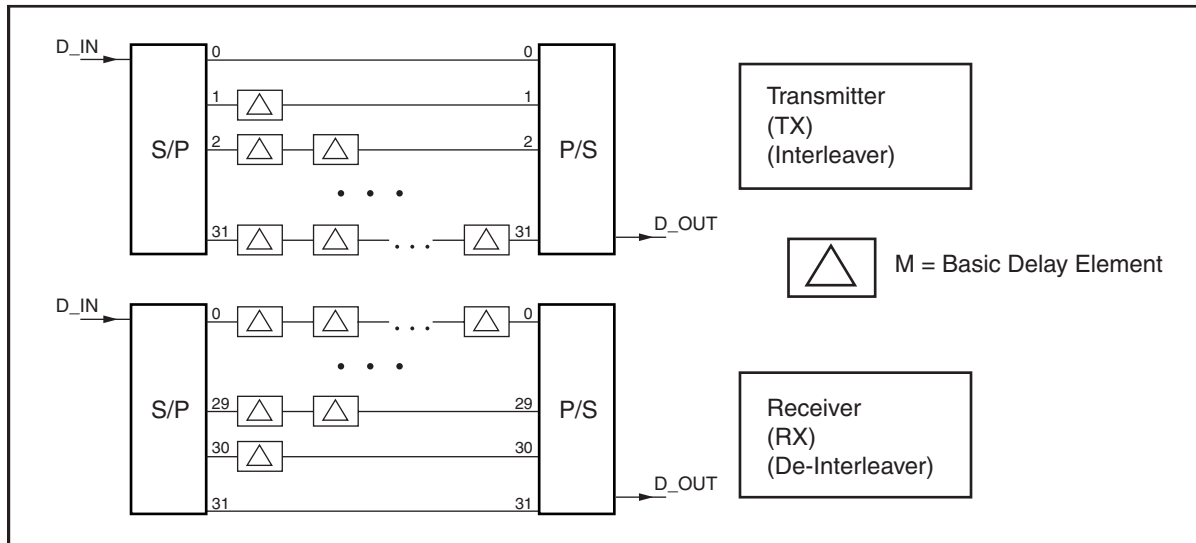 D_IN
0
0
1
1
S/P
2
2
P/S
• • •
31
. . .
31
D_OUT
Transmitter
(TX)
(Interleaver)
M = Basic Delay Element
D_IN
0
. . .
0
• • •
S/P
29
29
P/S
30
30
31
31
D_OUT
Receiver
(RX)
(De-Interleaver)